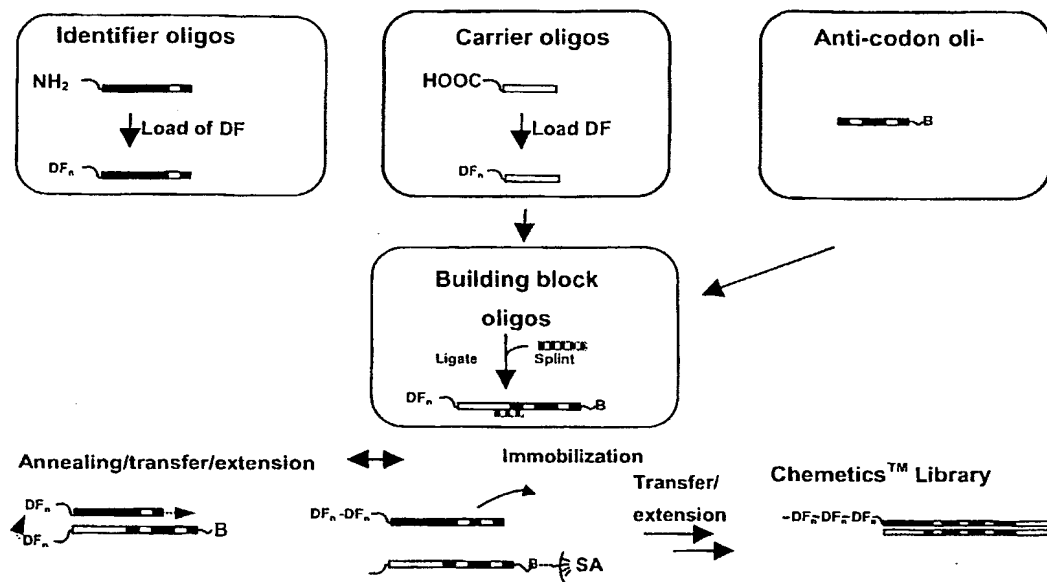 Identifier oligos
NH₂
Load of DF
DFₙ
Carrier oligos
HOOC
Load DF
DFₙ
Anti-codon oli-
B
Building block
oligos
Ligate
Splint
DFₙ
B
Annealing/transfer/extension
DFₙ
DFₙ
B
Immobilization
DFₙ-DFₙ
B
SA
Transfer/
extension
Chemetics™ Library
-DFₙ-DFₙ-DFₙ